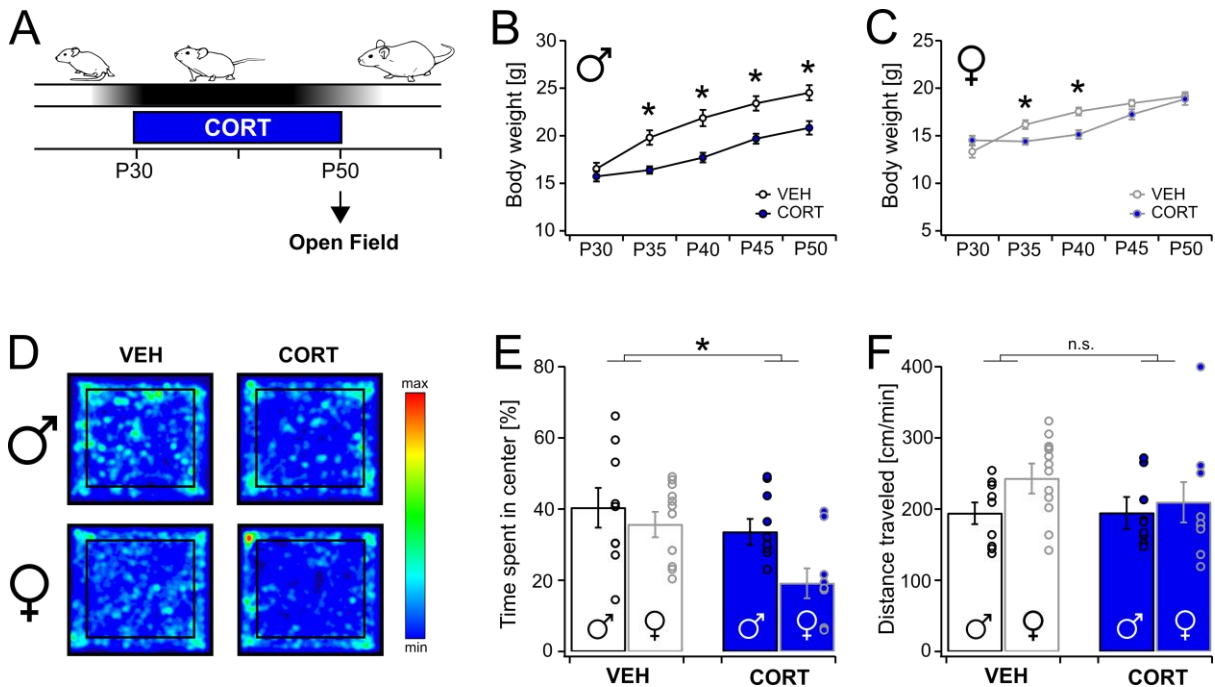 A
CORT
P30
P50
Open Field
B
♂
Body weight [g]
30
25
20
15
10
*
*
*
*
VEH
CORT
P30 P35 P40 P45 P50
C
♀
Body weight [g]
25
20
15
10
5
*
*
VEH
CORT
P30 P35 P40 P45 P50
D
VEH CORT
♂
♀
max
min
E
*
Time spent in center [%]
80
60
40
20
0
♂ ♀ ♂ ♀
VEH CORT
F
n.s.
Distance traveled [cm/min]
400
300
200
100
0
♂ ♀ ♂ ♀
VEH CORT